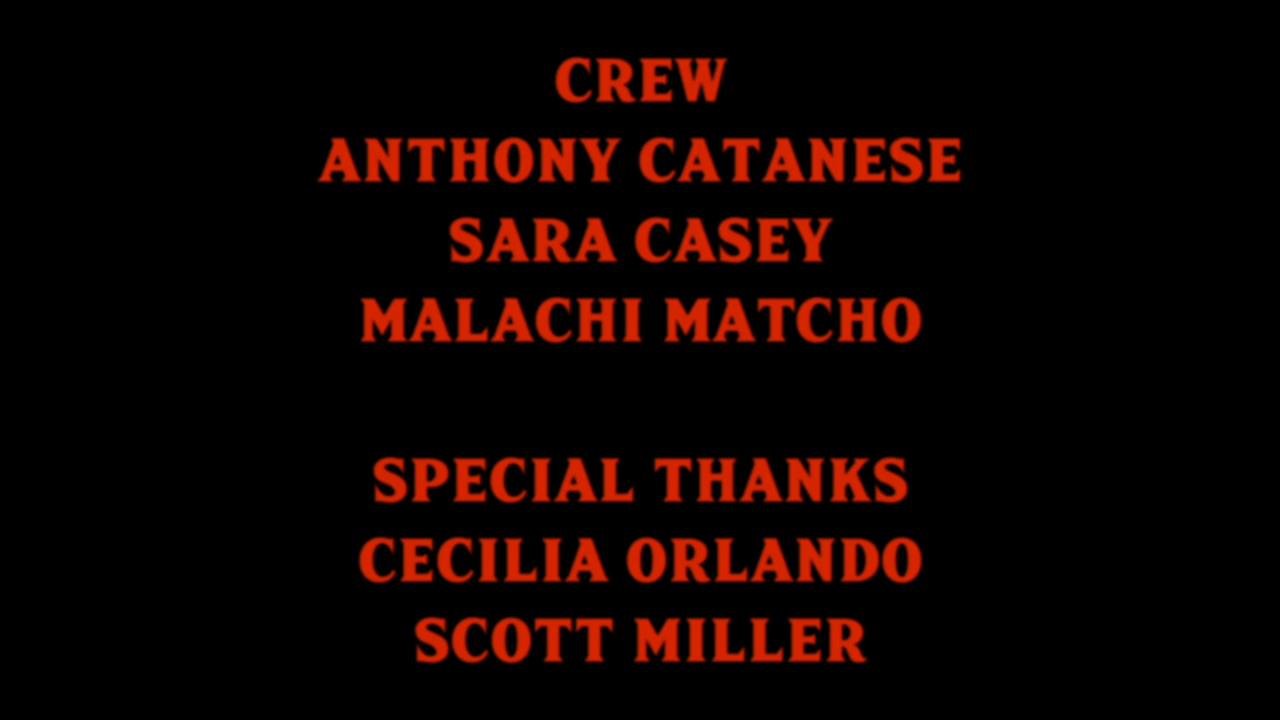 CREW
ANTHONY CATANESE
SARA CASEY
MALACHI MATCHO
SPECIAL THANKS
CECILIA ORLANDO
SCOTT MILLER